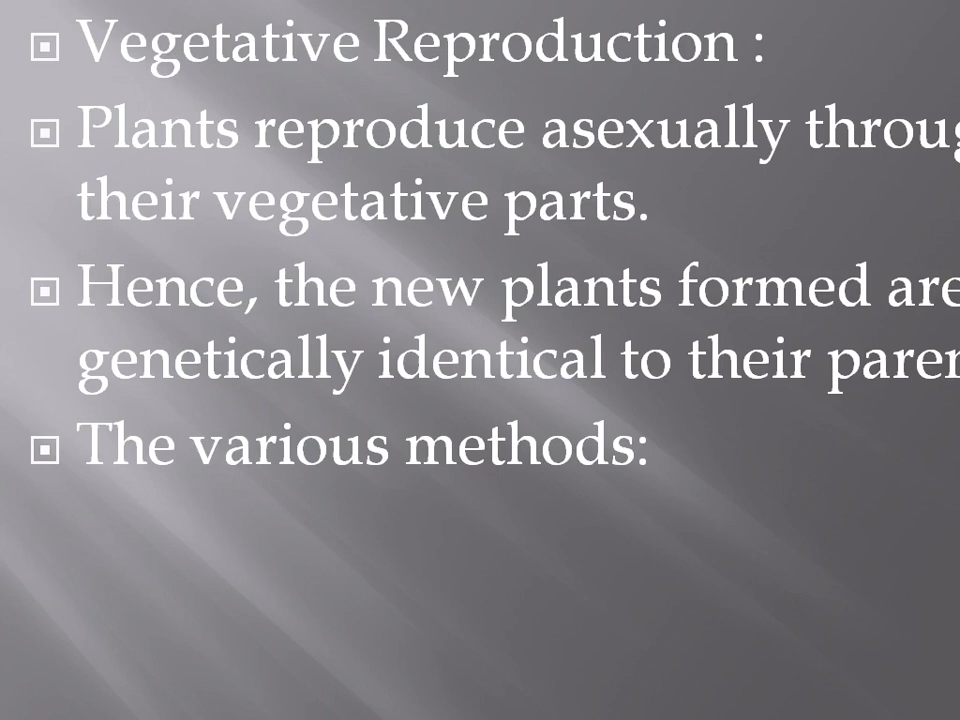 Vegetative Reproduction :
Plants reproduce asexually throug
their vegetative parts.
Hence, the new plants formed are
genetically identical to their paren
The various methods: